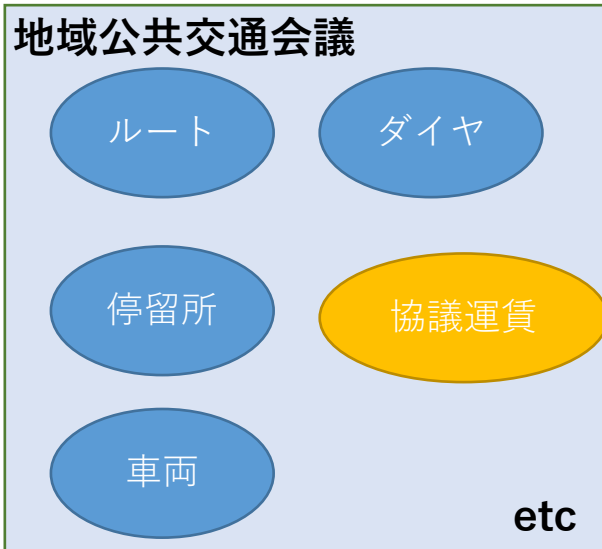 地域公共交通会議
ルート
ダイヤ
停留所
協議運賃
車両
etc